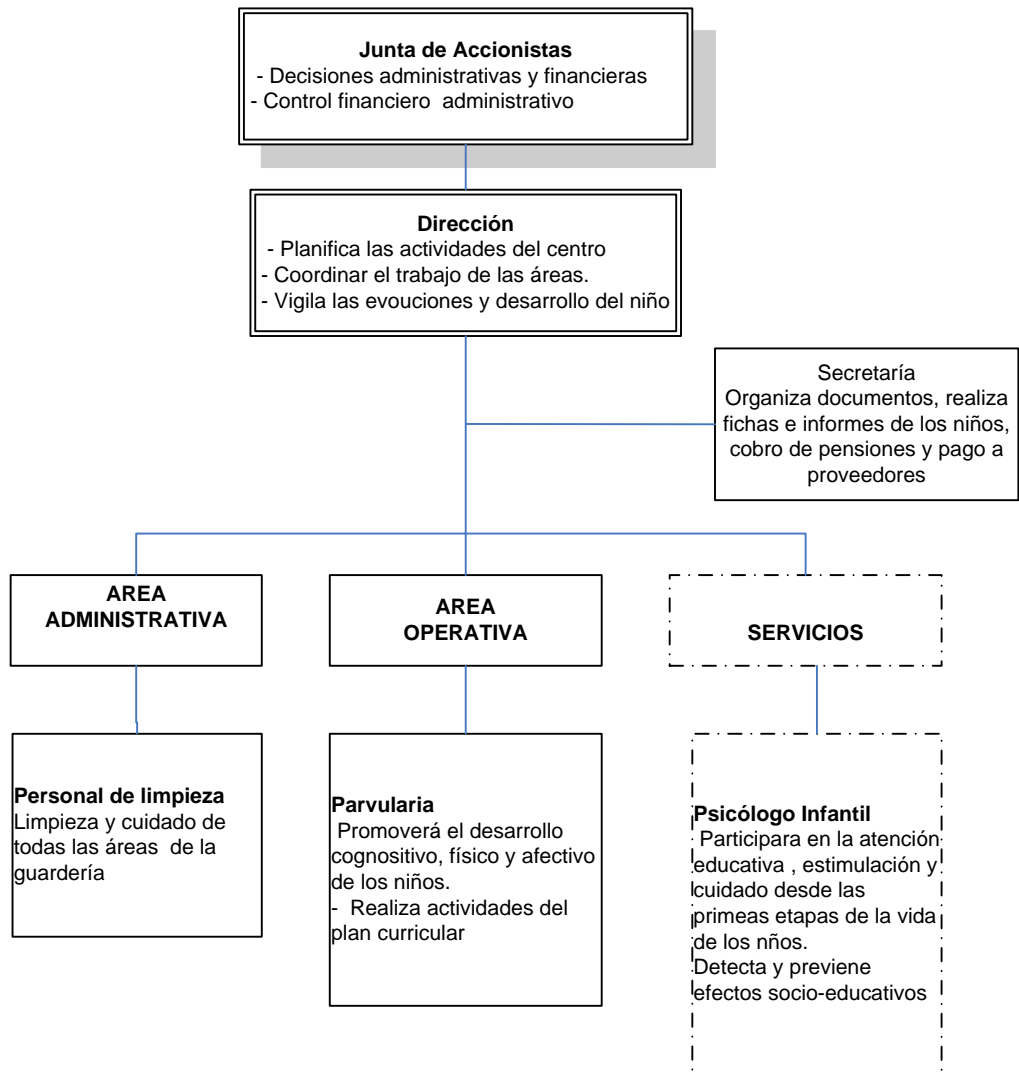 Junta de Accionistas
- Decisiones administrativas y financieras
- Control financiero administrativo
Dirección
- Planifica las actividades del centro
- Coordinar el trabajo de las áreas.
- Vigila las evouciones y desarrollo del niño
Secretaría
Organiza documentos, realiza
fichas e informes de los niños,
cobro de pensiones y pago a
proveedores
AREA
ADMINISTRATIVA
AREA
OPERATIVA
SERVICIOS
Personal de limpieza
Limpieza y cuidado de
todas las áreas de la
guardería
Parvularia
Promoverá el desarrollo
cognositivo, físico y afectivo
de los niños.
- Realiza actividades del
plan curricular
Psicólogo Infantil
Participara en la atención
educativa , estimulación y
cuidado desde las
primeas etapas de la vida
de los nños.
Detecta y previene
efectos socio-educativos